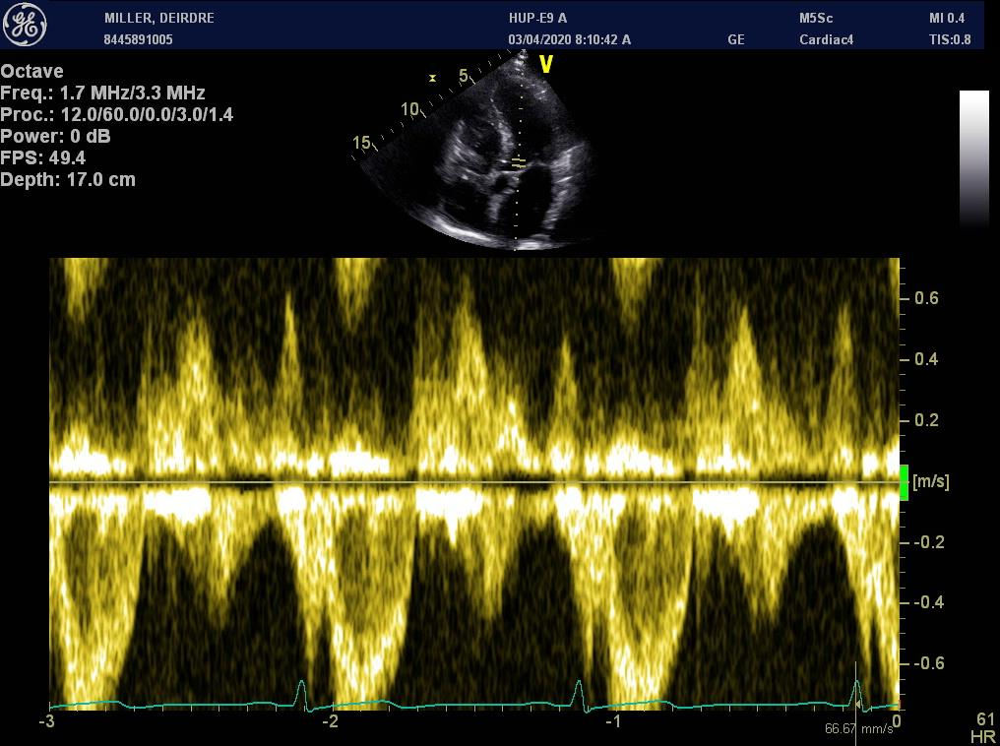 MILLER, DEIRDRE HUP-E9 A M5Sc MI 0.4
8445891005 03/04/2020 8:10:42 A GE Cardiac4 TIS:0.8
Octave
Freq.: 1.7 MHz/3.3 MHz
Proc.: 12.0/60.0/0.0/3.0/1.4
Power: 0 dB
FPS: 49.4
Depth: 17.0 cm
V
x
5
10
15
0.6
0.4
0.2
[m/s]
-0.2
-0.4
-0.6
-3 -2 -1 0
66.67 mm/s
61
HR